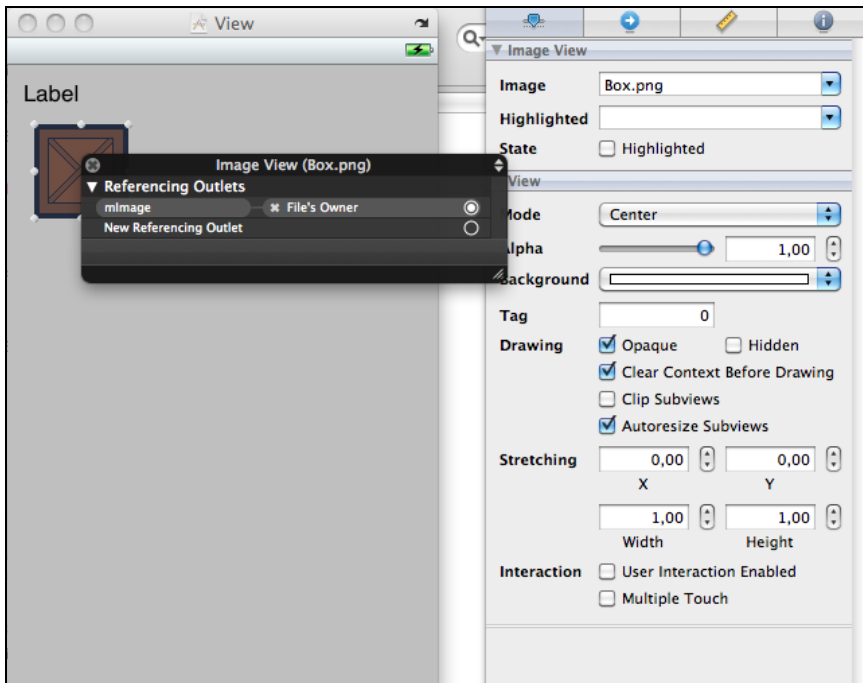 View
Label
Image View (Box.png)
Referencing Outlets
mImage ✖ File's Owner
New Referencing Outlet
Image View
Image Box.png
Highlighted
State Highlighted
View
Mode Center
Alpha 1,00
Background
Tag 0
Drawing Opaque Hidden
Clear Context Before Drawing
Clip Subviews
Autoresize Subviews
Stretching 0,00 0,00
X Y
1,00 1,00
Width Height
Interaction User Interaction Enabled
Multiple Touch